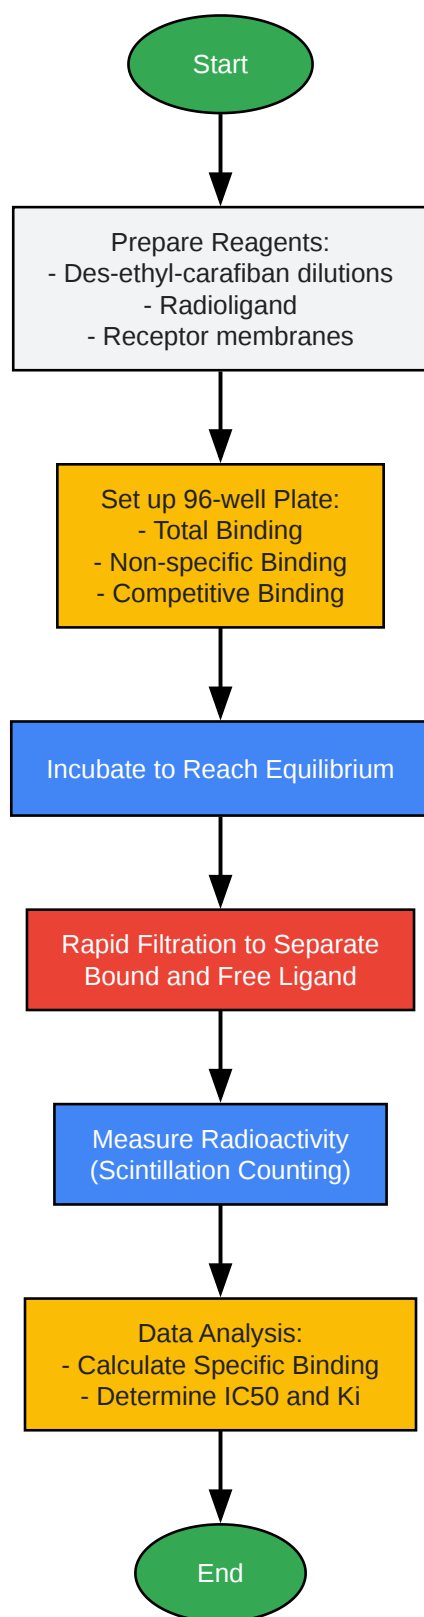 Start
Prepare Reagents:
- Des-ethyl-carafiban dilutions
- Radioligand
- Receptor membranes
Set up 96-well Plate:
- Total Binding
- Non-specific Binding
- Competitive Binding
Incubate to Reach Equilibrium
Rapid Filtration to Separate
Bound and Free Ligand
Measure Radioactivity
(Scintillation Counting)
Data Analysis:
- Calculate Specific Binding
- Determine IC50 and Ki
End